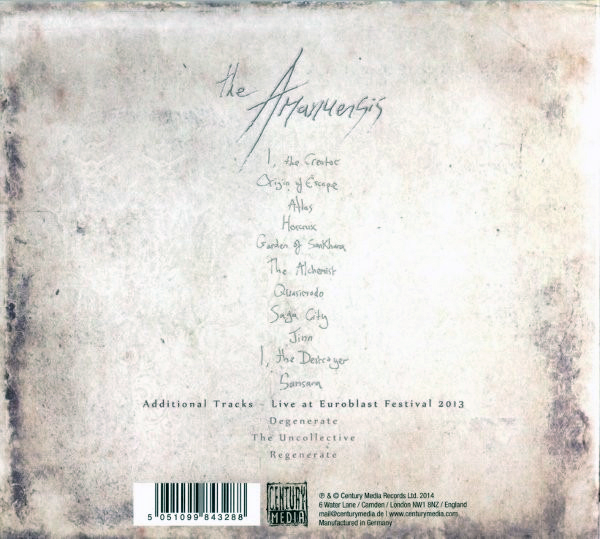 the Amanuensis
I, the Creator
Origin of Escape
Atlas
Horcrux
Garden of Sankhara
The Alchemist
Quasicrado
Saga City
Jinn
I, the Destroyer
Samsara
Additional Tracks - Live at Euroblast Festival 2013
Degenerate
The Uncollective
Regenerate
5 051099 843288
CENTURY
MEDIA
℗ & © Century Media Records Ltd. 2014
6 Water Lane / Camden / London NW1 8NZ / England
mail@centurymedia.de | www.centurymedia.com
Manufactured in Germany